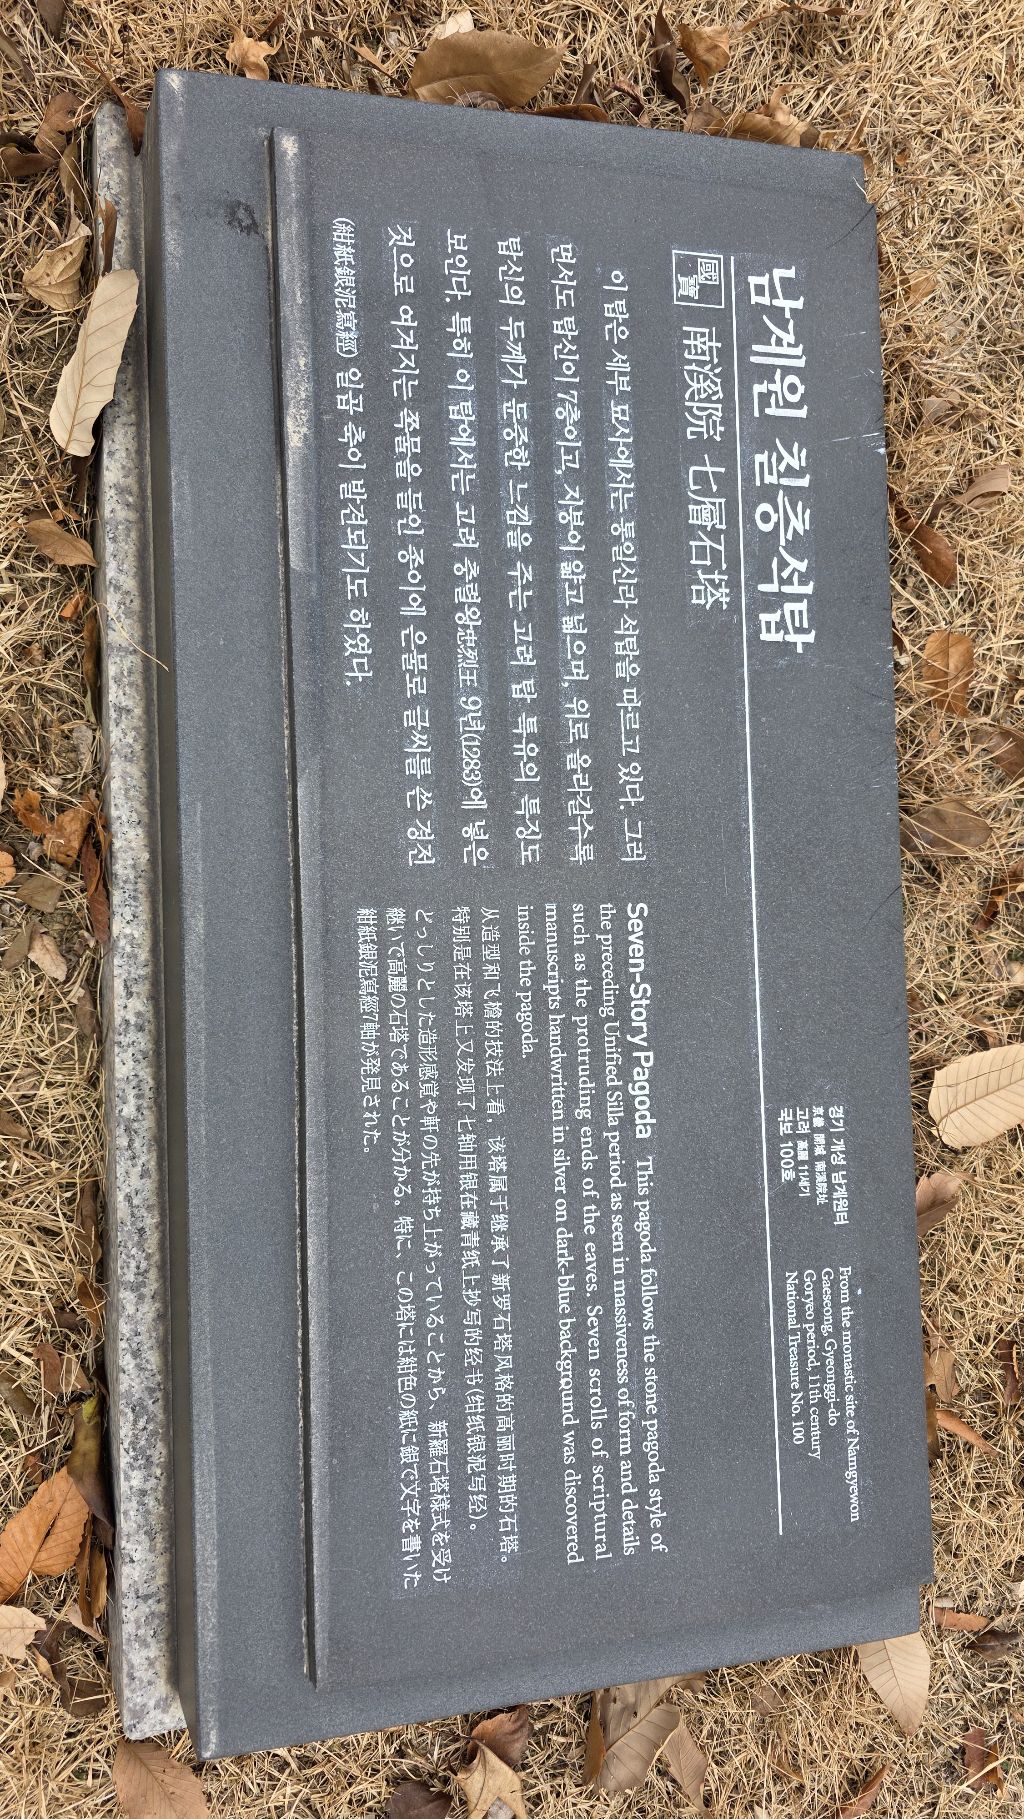 남계원 칠층석탑
國寶 南溪院 七層石塔
경기 개성 남계원터
京畿 開城 南溪院址
고려 高麗 11세기
국보 100호
From the monastic site of Namgyewon
Gaeseong, Gyeonggi-do
Goryeo period, 11th century
National Treasure No. 100
이 탑은 세부 묘사에서는 통일신라 석탑을 따르고 있다. 그러
면서도 탑신이 7층이고, 지붕이 얇고 넓으며, 위로 올라갈수록
탑신의 두께가 둔중한 느낌을 주는 고려 탑 특유의 특징도
보인다. 특히 이 탑에서는 고려 충렬왕忠烈王 9년(1283)에 넣은
것으로 여겨지는 쪽물을 들인 종이에 은물로 글씨를 쓴 경전
(紺紙銀泥寫經) 일곱 축이 발견되기도 하였다.
Seven-Story Pagoda This pagoda follows the stone pagoda style of
the preceding Unified Silla period as seen in massiveness of form and details
such as the protruding ends of the eaves. Seven scrolls of scriptural
manuscripts handwritten in silver on dark-blue background was discovered
inside the pagoda.
从造型和飞檐的技法上看，该塔属于继承了新罗石塔风格的高丽时期的石塔。
特别是在该塔上又发现了七轴用银在藏青纸上抄写的经书(绀纸银泥写经)。
どっしりとした造形感覚や軒の先が持ち上がっていることから、新羅石塔様式を受け
継いで高麗の石塔であることが分かる。特に、この塔には紺色の紙に銀で文字を書いた
紺紙銀泥寫經7軸が発見された。